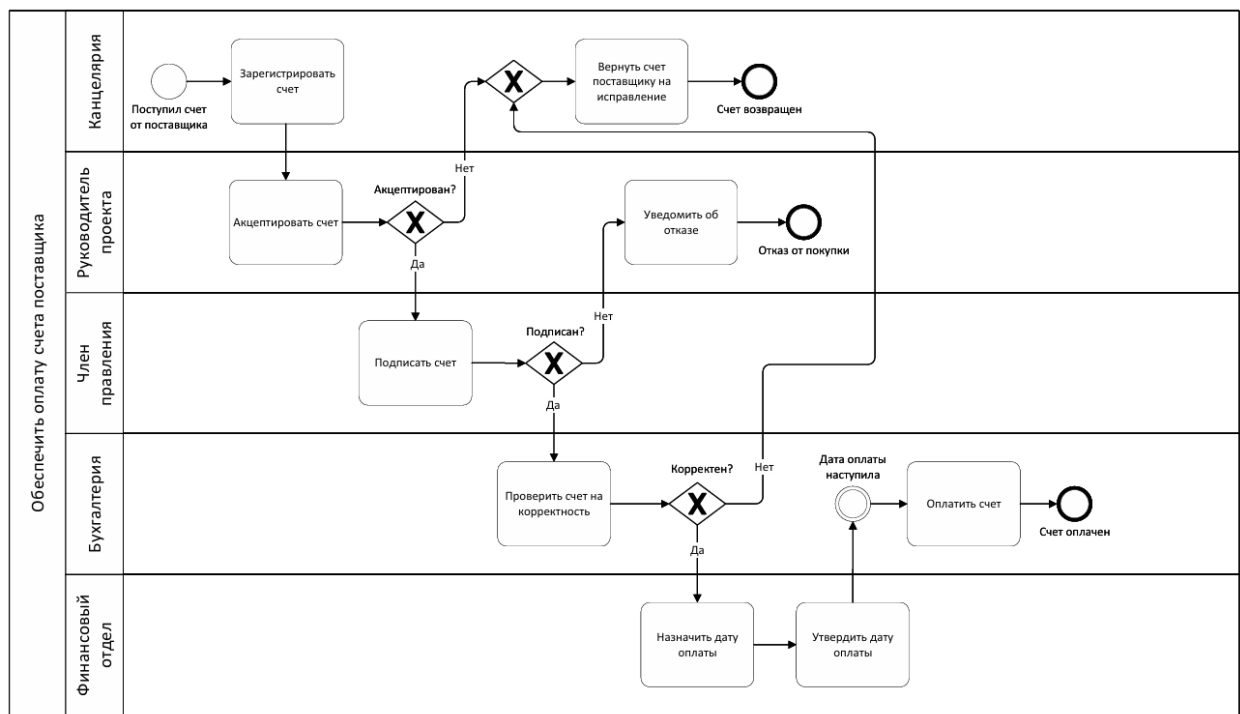 Обеспечить оплату счета поставщика
Канцелярия
Поступил счет
от поставщика
Зарегистрировать
счет
X
Вернуть счет
поставщику на
исправление
Счет возвращен
Руководитель
проекта
Акцептировать счет
Акцептирован?
X
Нет
Да
Уведомить об
отказе
Отказ от покупки
Член
правления
Подписать счет
Подписан?
X
Нет
Да
Бухгалтерия
Проверить счет на
корректность
Корректен?
X
Нет
Да
Дата оплаты
наступила
Оплатить счет
Счет оплачен
Финансовый
отдел
Назначить дату
оплаты
Утвердить дату
оплаты